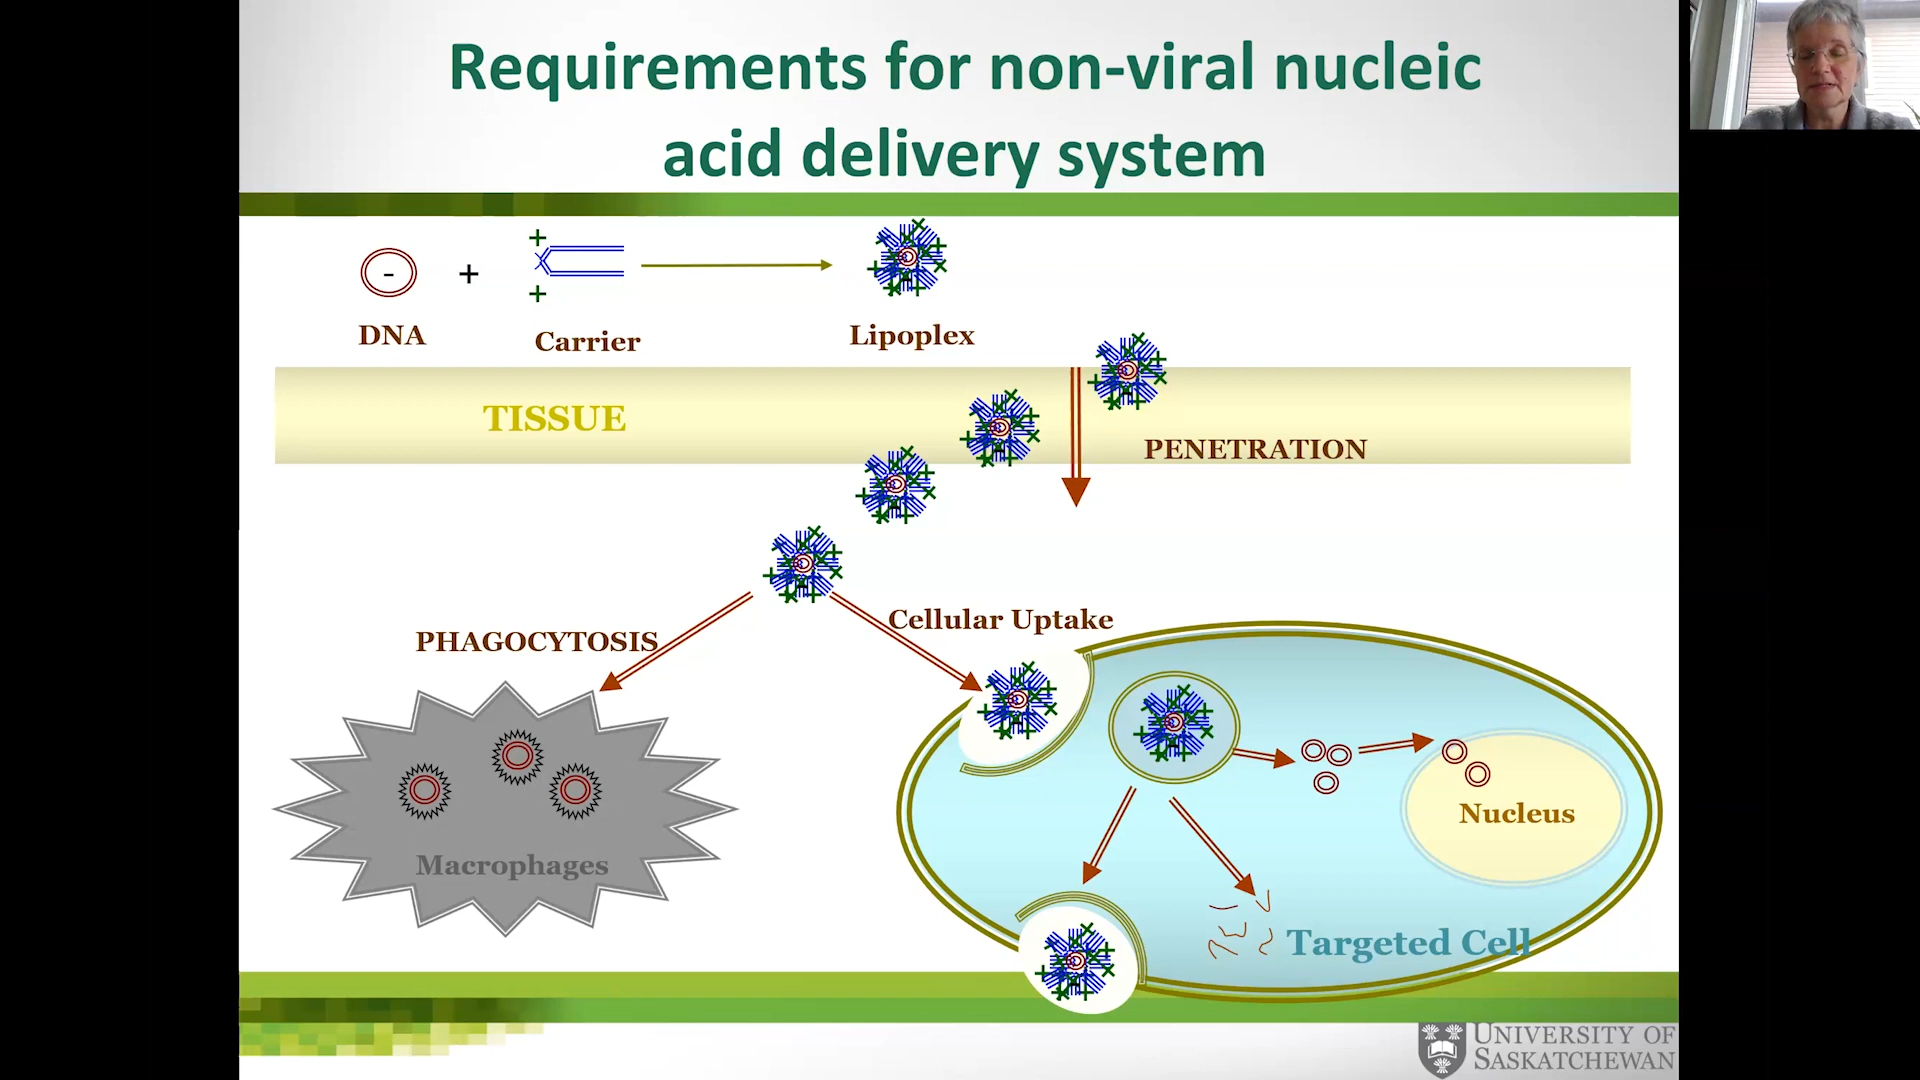 Requirements for non-viral nucleic
acid delivery system
+
-
+
+
DNA
Carrier
Lipoplex
TISSUE
PENETRATION
Cellular Uptake
PHAGOCYTOSIS
Nucleus
Macrophages
Targeted Cell
UNIVERSITY OF
SASKATCHEWAN